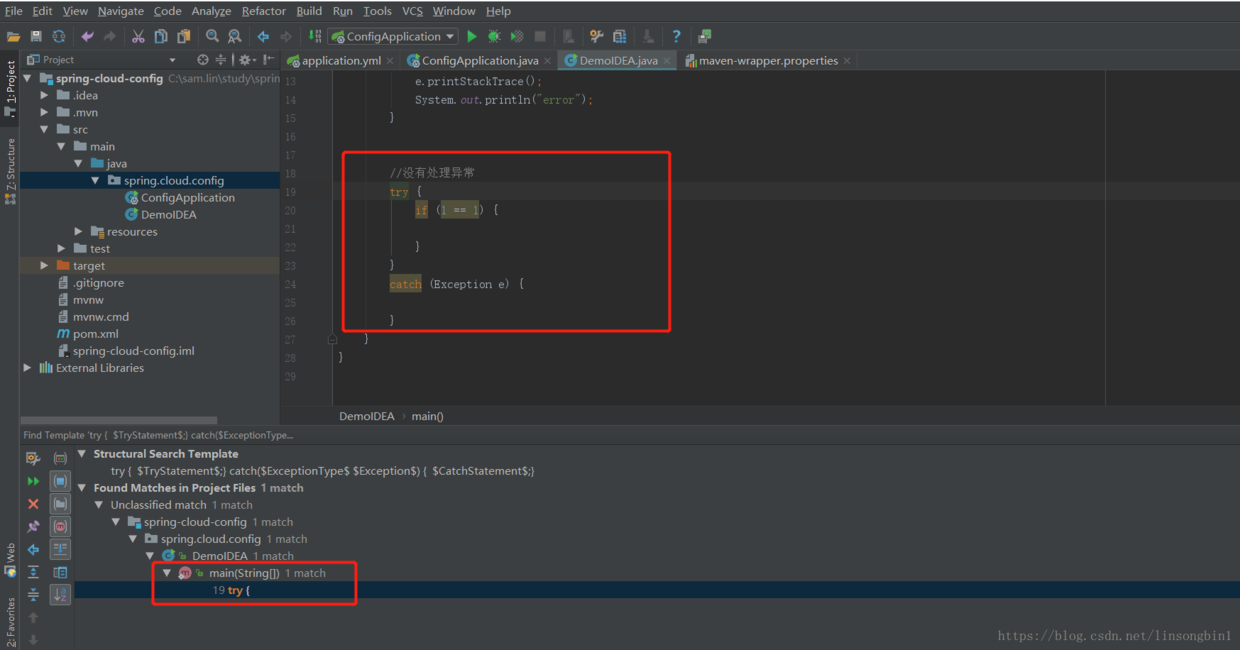 File Edit View Navigate Code Analyze Refactor Build Run Tools VCS Window Help
ConfigApplication
Project
application.yml ConfigApplication.java DemoIDEA.java maven-wrapper.properties
1: Project
Z: Structure
Web
2: Favorites
spring-cloud-config C:\sam.lin\study\sprin
.idea
.mvn
src
main
java
spring.cloud.config
ConfigApplication
DemoIDEA
resources
test
target
.gitignore
mvnw
mvnw.cmd
pom.xml
spring-cloud-config.iml
External Libraries
13 e.printStackTrace();
14 System.out.println("error");
15 }
16
17
18 //没有处理异常
19 try {
20 if (1 == 1) {
21
22 }
23 }
24 catch (Exception e) {
25
26 }
27 }
28 }
29
DemoIDEA › main()
Find Template 'try { $TryStatement$;} catch($ExceptionType...
Structural Search Template
try { $TryStatement$;} catch($ExceptionType$ $Exception$) { $CatchStatement$;}
Found Matches in Project Files 1 match
Unclassified match 1 match
spring-cloud-config 1 match
spring.cloud.config 1 match
DemoIDEA 1 match
main(String[]) 1 match
19 try {
https://blog.csdn.net/linsongbin1